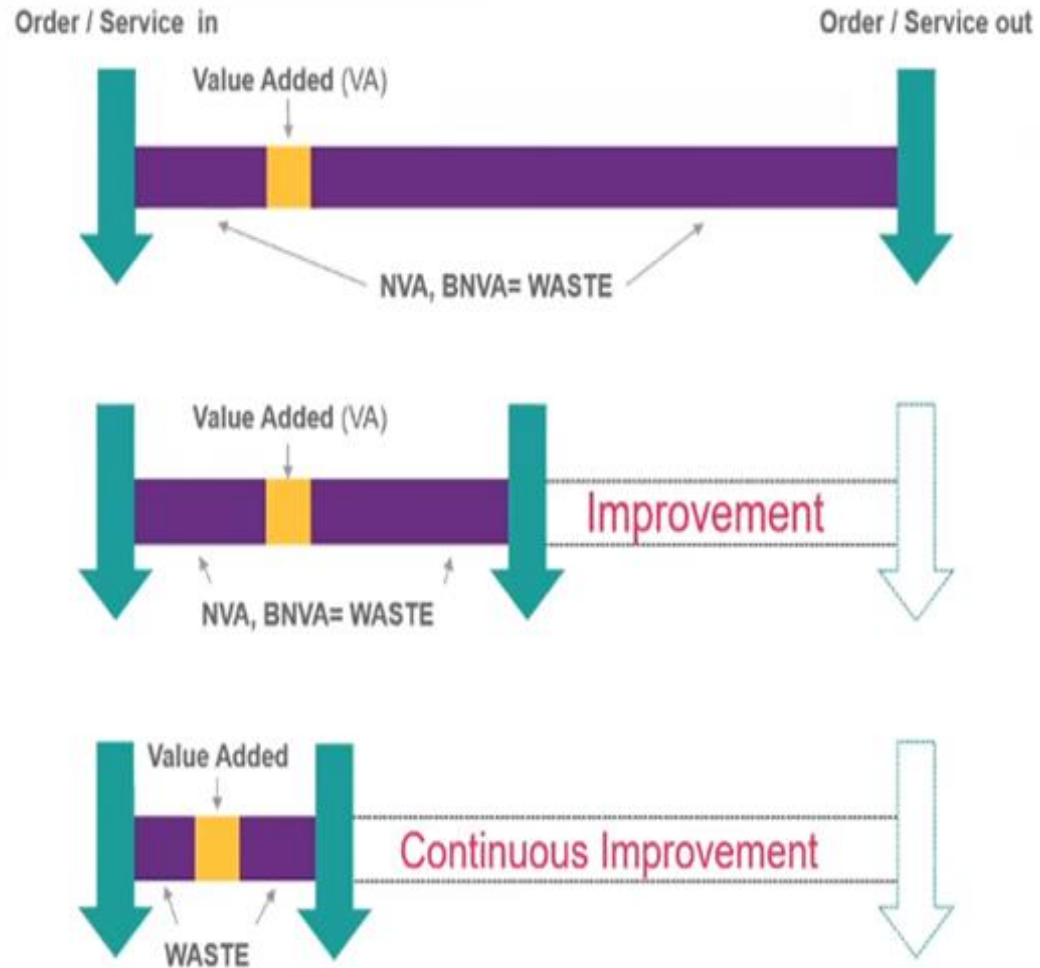 Order / Service in
Order / Service out
Value Added (VA)
NVA, BNVA= WASTE
Value Added (VA)
Improvement
NVA, BNVA= WASTE
Value Added
Continuous Improvement
WASTE